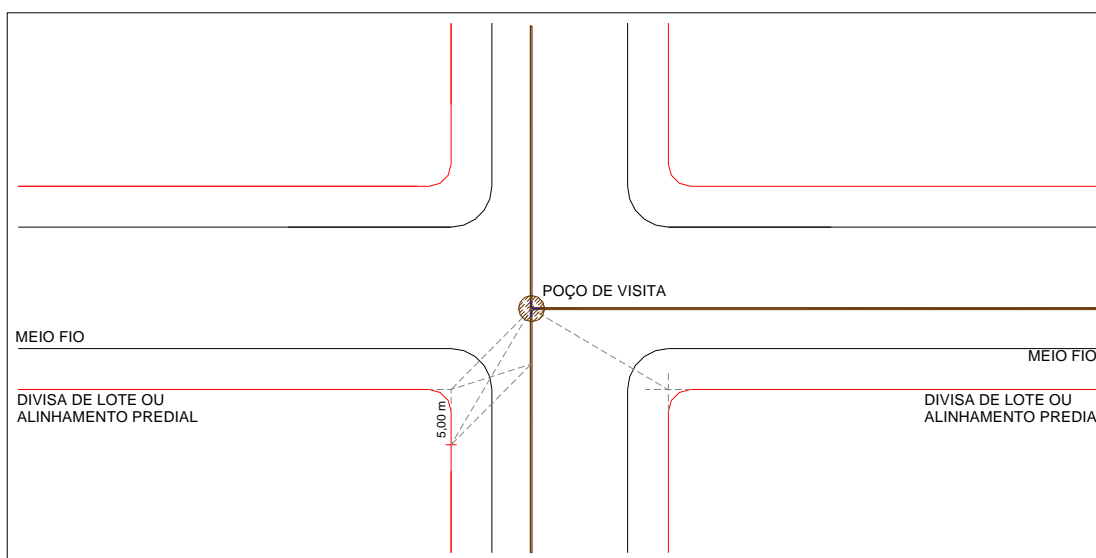 POÇO DE VISITA
MEIO FIO
MEIO FIO
DIVISA DE LOTE OU
ALINHAMENTO PREDIAL
5,00 m
DIVISA DE LOTE OU
ALINHAMENTO PREDIA